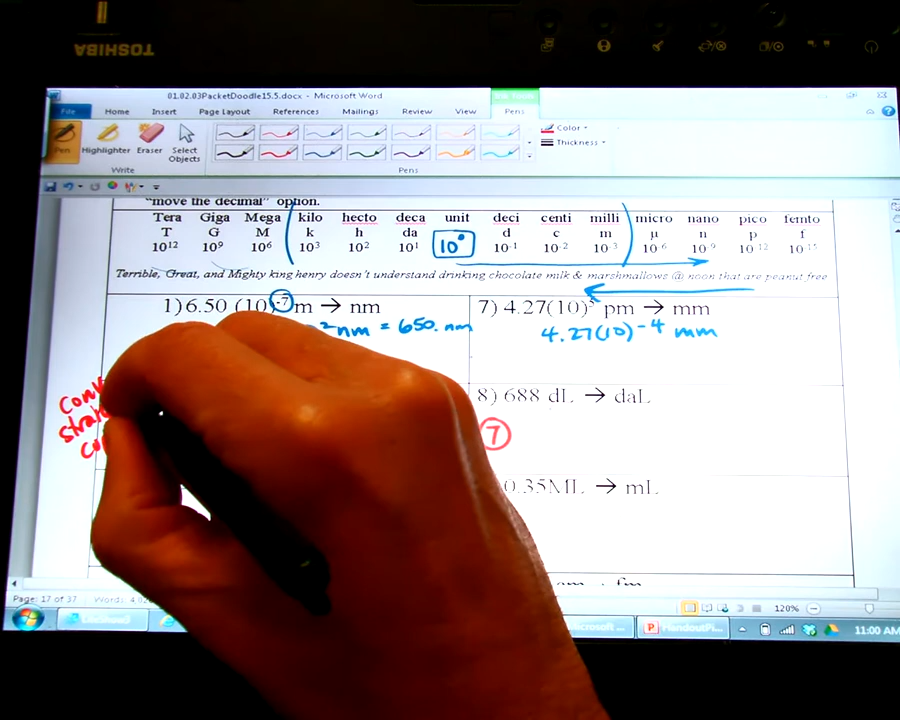 TOSHIBA
01.02.03PacketDoodle15.5.docx - Microsoft Word
File Home Insert Page Layout References Mailings Review View Pens
Pen Highlighter Eraser Select Objects
Color
Thickness
Write Pens
"move the decimal" option.
Tera Giga Mega kilo hecto deca unit deci centi milli micro nano pico femto
T G M k h da d c m μ n p f
10¹² 10⁹ 10⁶ 10³ 10² 10¹ 10⁰ 10⁻¹ 10⁻² 10⁻³ 10⁻⁶ 10⁻⁹ 10⁻¹² 10⁻¹⁵
Terrible, Great, and Mighty king henry doesn't understand drinking chocolate milk & marshmallows @ noon that are peanut free
1) 6.50 (10)⁻⁷ m → nm
² nm = 650. nm
7) 4.27(10)⁵ pm → mm
4.27(10)⁻⁴ mm
8) 688 dL → daL
7
0.35ML → mL
Page: 17 of 37 Words:
120%
11:00 AM